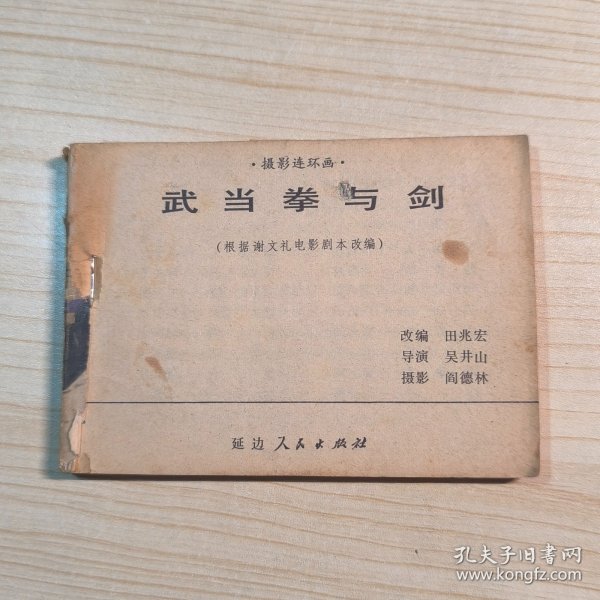 ·摄影连环画·
武当拳与剑
(根据谢文礼电影剧本改编)
改编 田兆宏
导演 吴井山
摄影 阎德林
延边人民出版社
孔夫子旧书网
www.kongfz.com